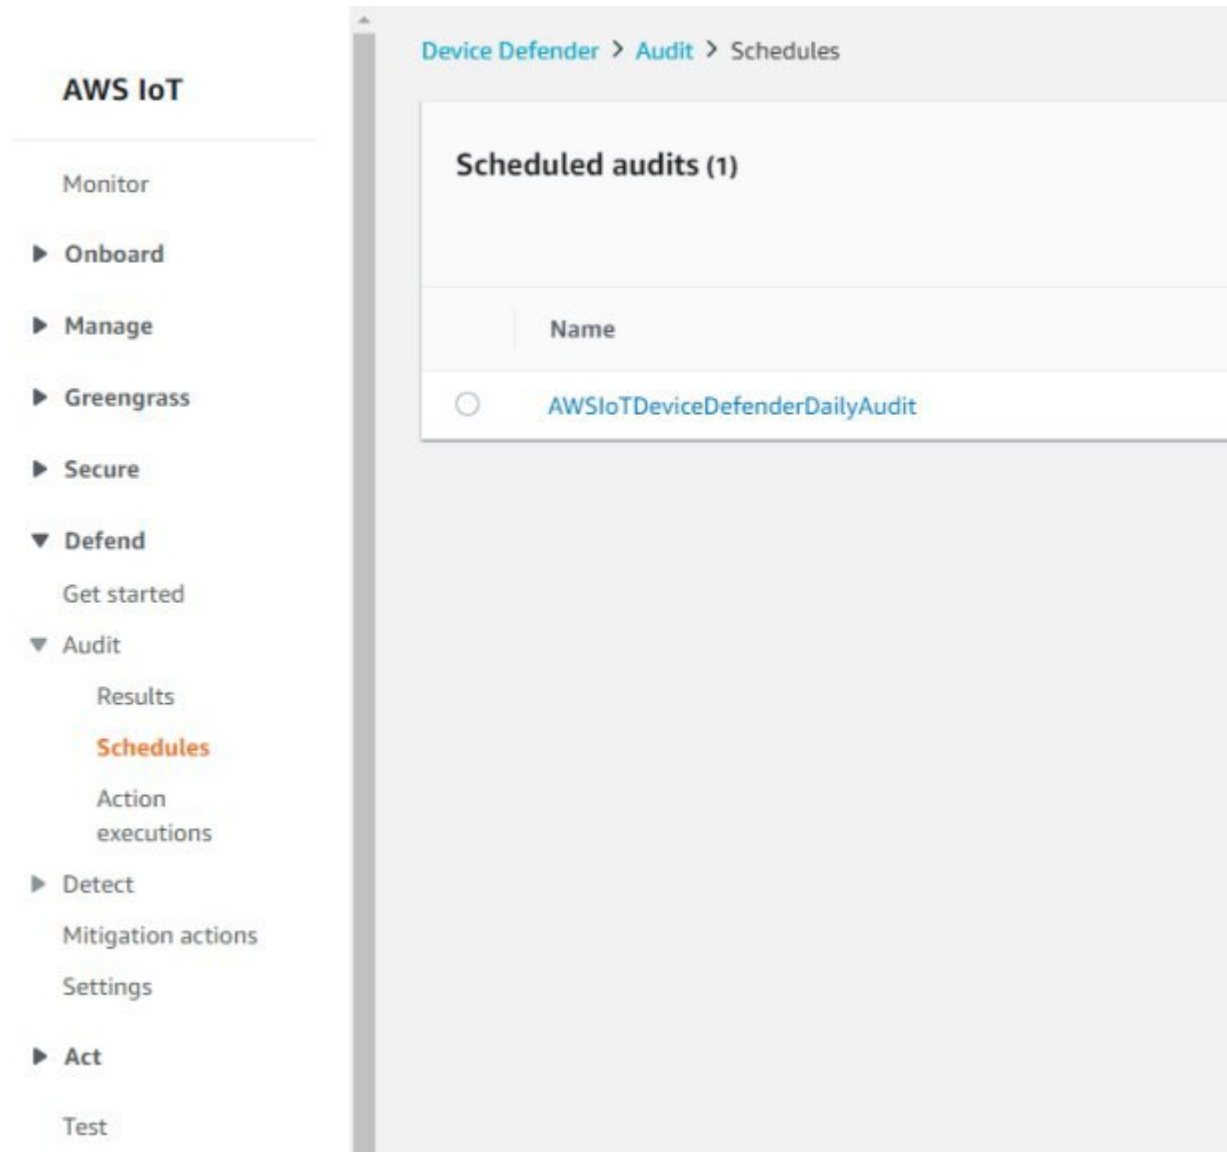 AWS IoT
Monitor
Onboard
Manage
Greengrass
Secure
Defend
Get started
Audit
Results
Schedules
Action
executions
Detect
Mitigation actions
Settings
Act
Test
Device Defender > Audit > Schedules
Scheduled audits (1)
Name
AWSIoTDeviceDefenderDailyAudit